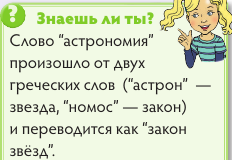 ? Знаешь ли ты?
Слово “астрономия”
произошло от двух
греческих слов (“астрон” —
звезда, “номос” — закон)
и переводится как “закон
звёзд”.